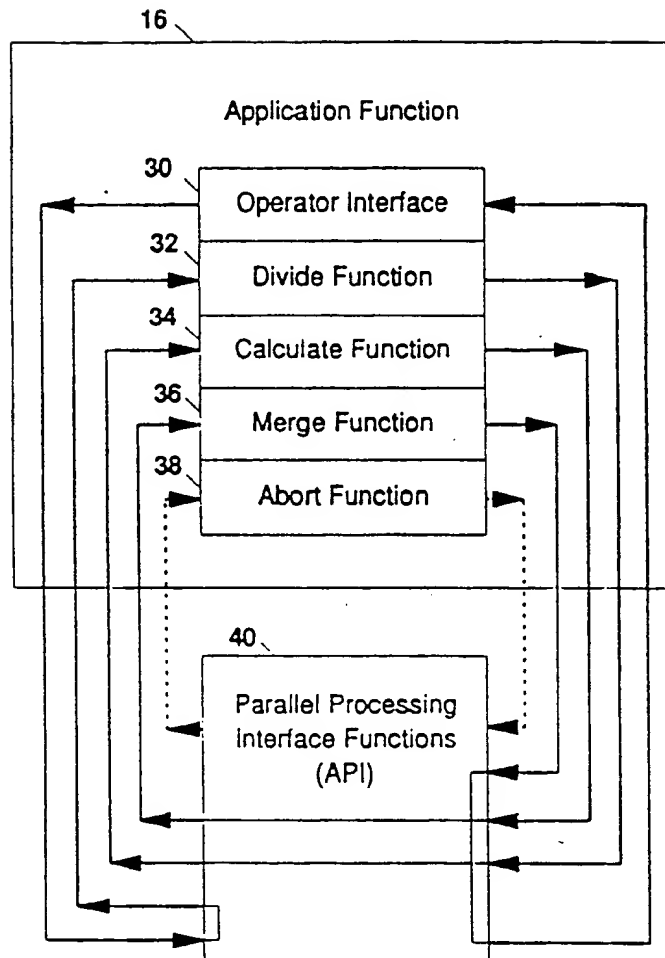 16
Application Function
30
Operator Interface
32
Divide Function
34
Calculate Function
36
Merge Function
38
Abort Function
40
Parallel Processing
Interface Functions
(API)